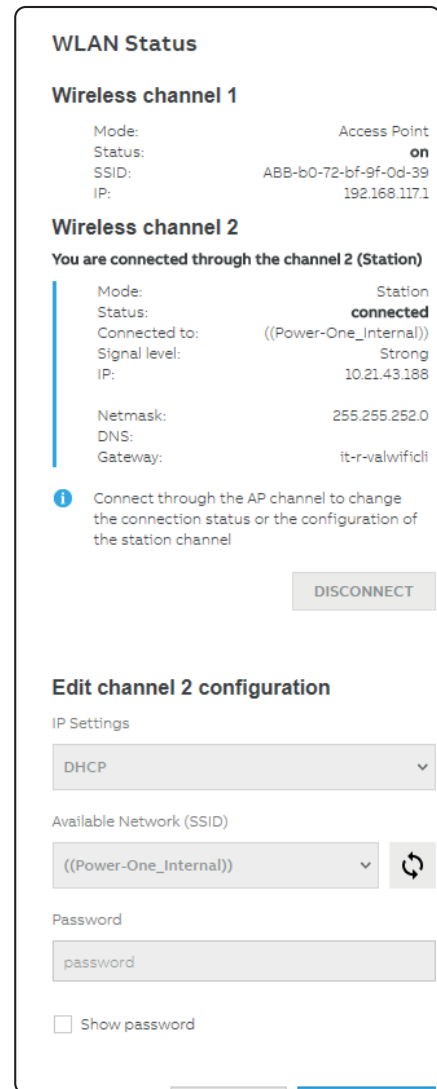 WLAN Status
Wireless channel 1
Mode: Access Point
Status: on
SSID: ABB-b0-72-bf-9f-0d-39
IP: 192.168.117.1
Wireless channel 2
You are connected through the channel 2 (Station)
Mode: Station
Status: connected
Connected to: ((Power-One_Internal))
Signal level: Strong
IP: 10.21.43.188
Netmask: 255.255.252.0
DNS:
Gateway: it-r-valwificli
Connect through the AP channel to change
the connection status or the configuration of
the station channel
DISCONNECT
Edit channel 2 configuration
IP Settings
DHCP
Available Network (SSID)
((Power-One_Internal))
Password
password
Show password